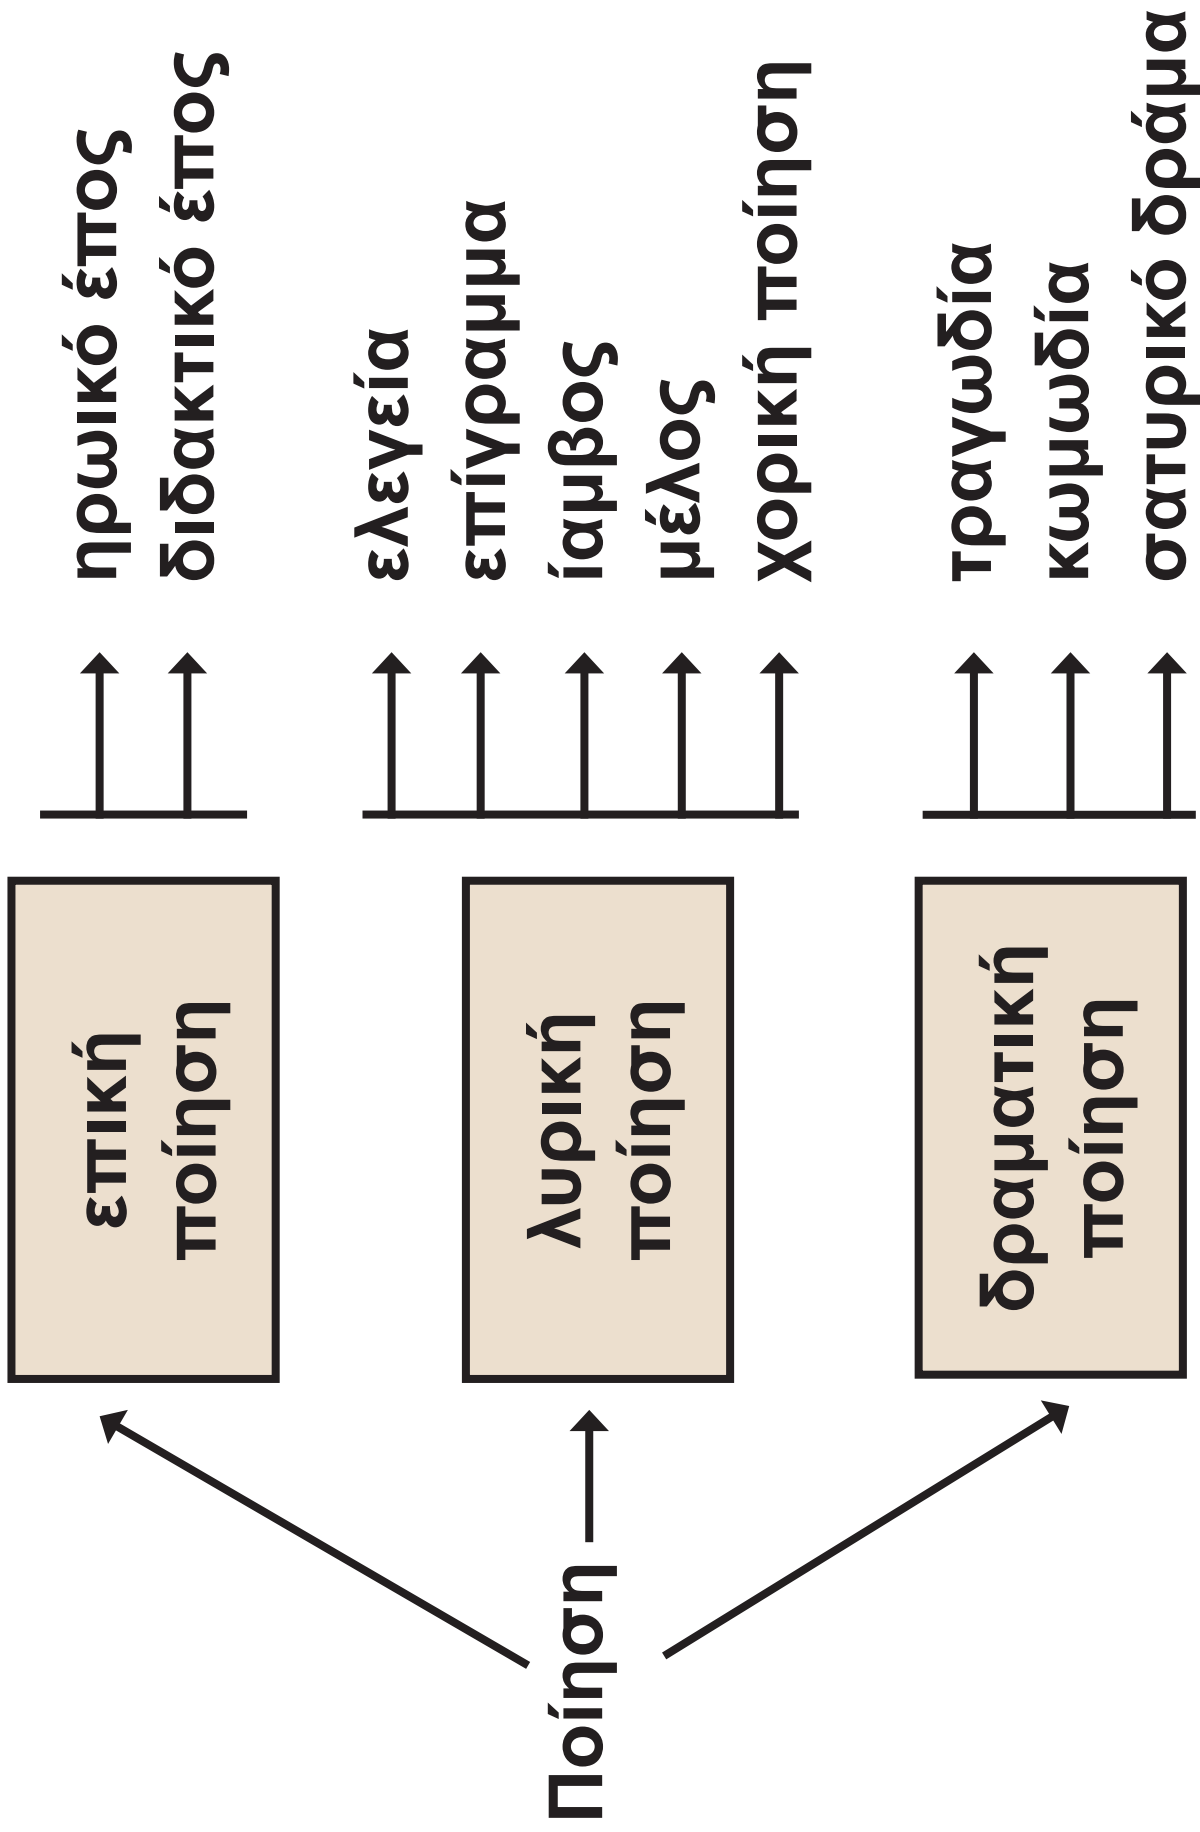 Ποίηση
επική
ποίηση
ηρωικό έπος
διδακτικό έπος
λυρική
ποίηση
ελεγεία
επίγραμμα
ίαμβος
μέλος
χορική ποίηση
δραματική
ποίηση
τραγωδία
κωμωδία
σατυρικό δράμα